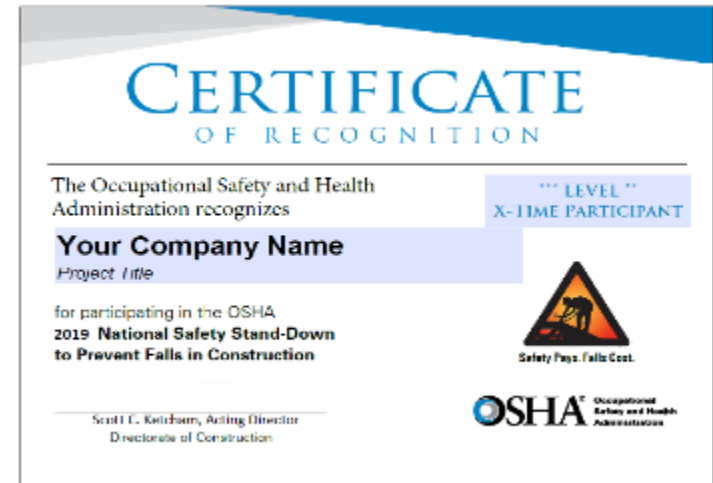 CERTIFICATE
OF RECOGNITION
The Occupational Safety and Health
Administration recognizes
*** LEVEL **
X-TIME PARTICIPANT
Your Company Name
Project Title
for participating in the OSHA
2019 National Safety Stand-Down
to Prevent Falls in Construction
Safety Pays. Falls Cost.
Scott C. Ketcham, Acting Director
Directorate of Construction
OSHA®
Occupational
Safety and Health
Administration